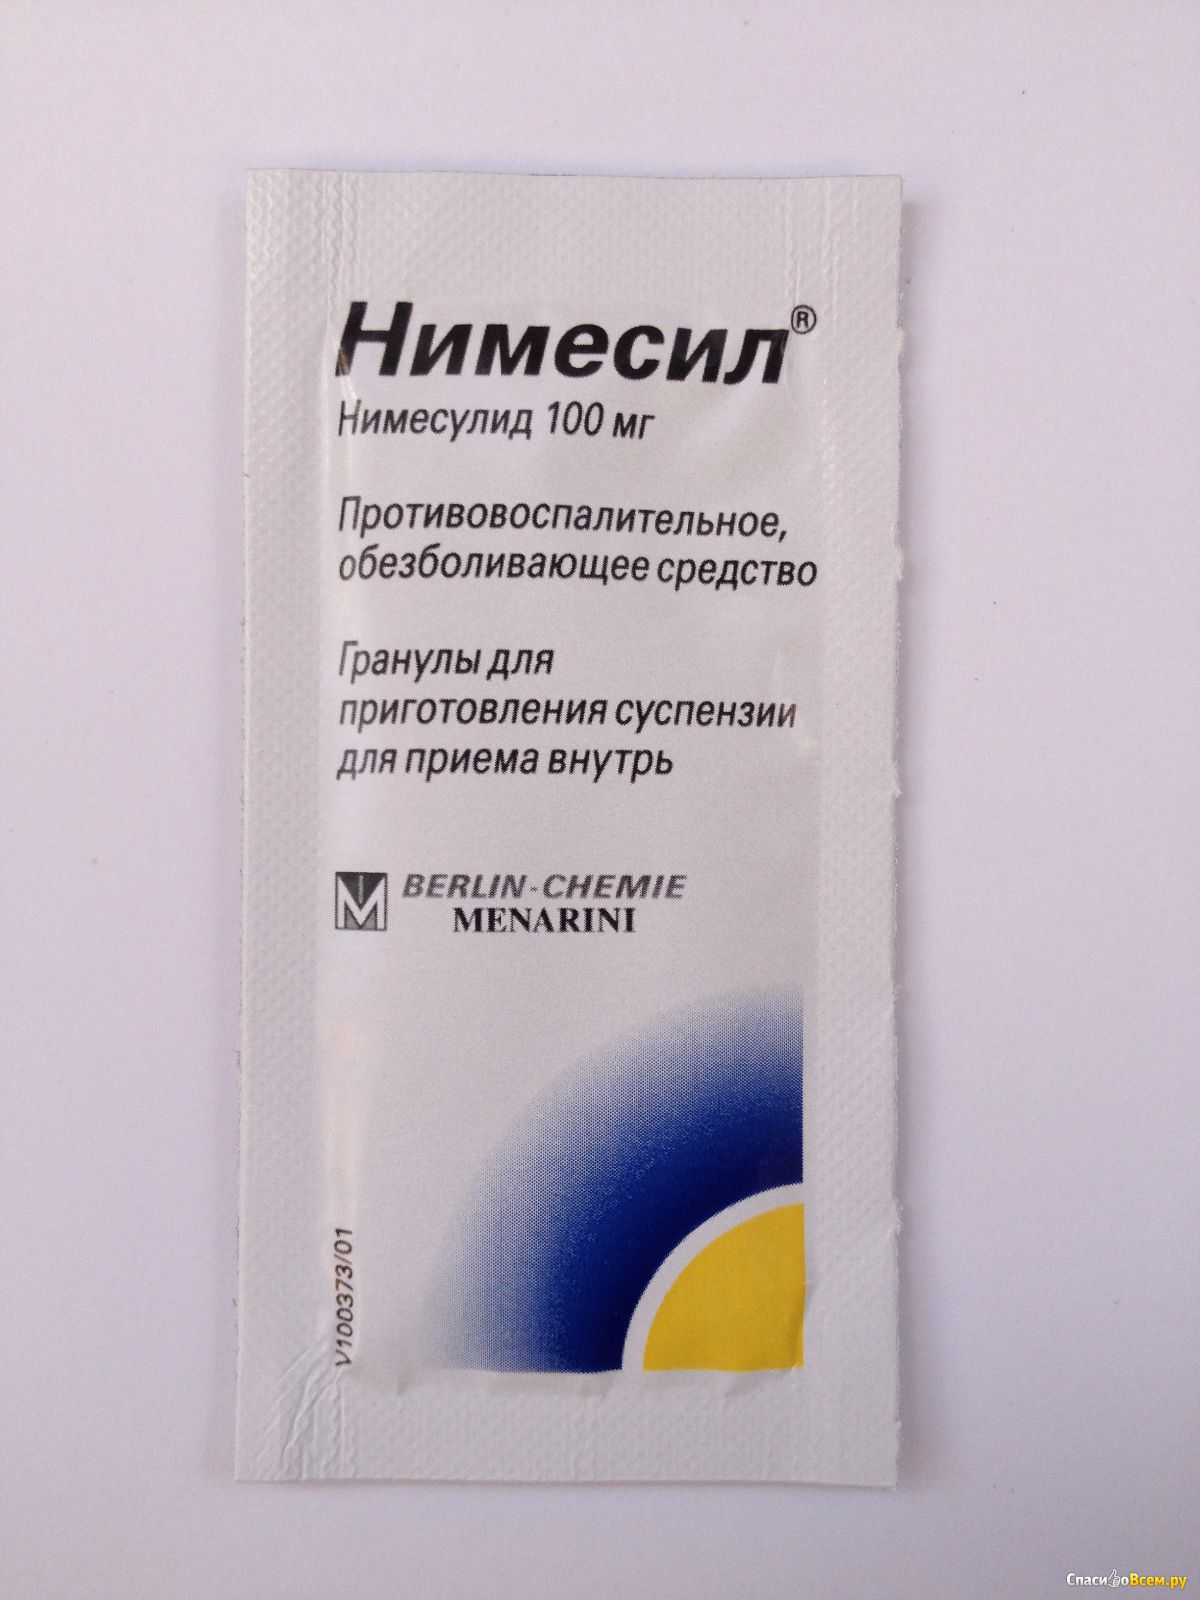 Нимесил®
Нимесулид 100 мг
Противовоспалительное,
обезболивающее средство
Гранулы для
приготовления суспензии
для приема внутрь
BERLIN-CHEMIE
MENARINI
V100373/01
СпасибоВсем.ру